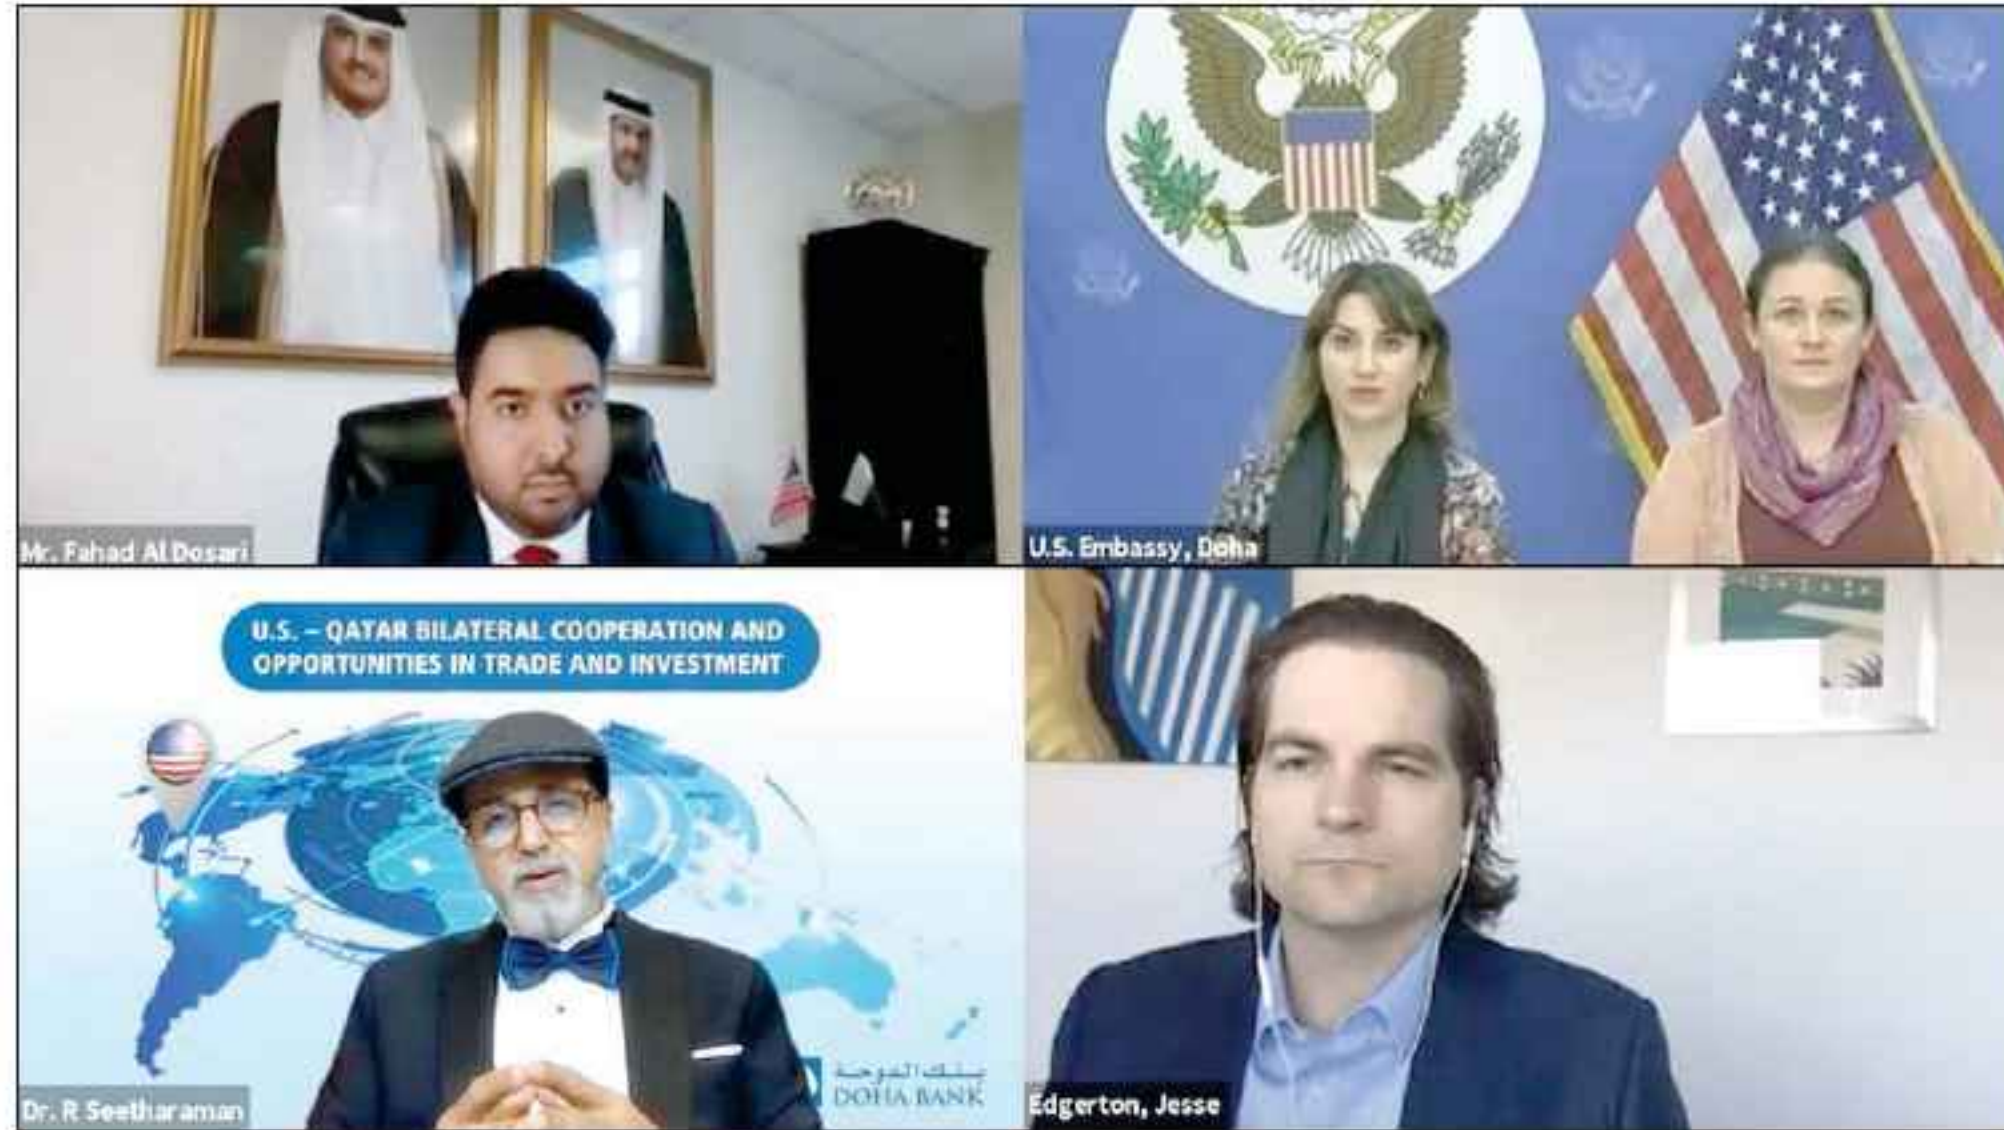 Mr. Fahad Al Dosari
U.S. Embassy, Doha
U.S. – QATAR BILATERAL COOPERATION AND
OPPORTUNITIES IN TRADE AND INVESTMENT
بنك الدوحة
DOHA BANK
Dr. R Seetharaman
Edgerton, Jesse